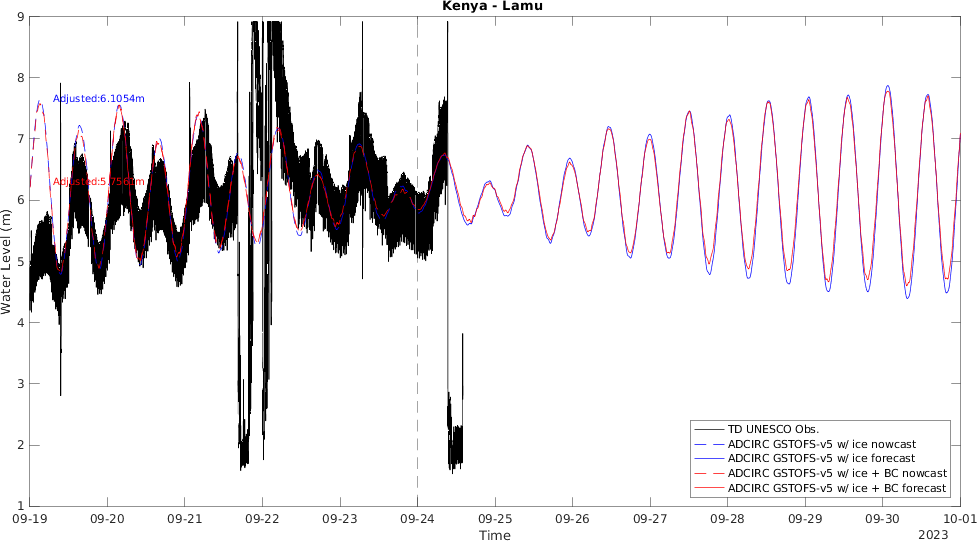 Kenya - Lamu
9
8
7
6
5
4
3
2
1
Water Level (m)
Adjusted:6.1054m
TD UNESCO Obs.
ADCIRC GSTOFS-v5 w/ ice nowcast
ADCIRC GSTOFS-v5 w/ ice forecast
ADCIRC GSTOFS-v5 w/ ice + BC nowcast
ADCIRC GSTOFS-v5 w/ ice + BC forecast
09-19 09-20 09-21 09-22 09-23 09-24 09-25 09-26 09-27 09-28 09-29 09-30 10-01
Time
2023